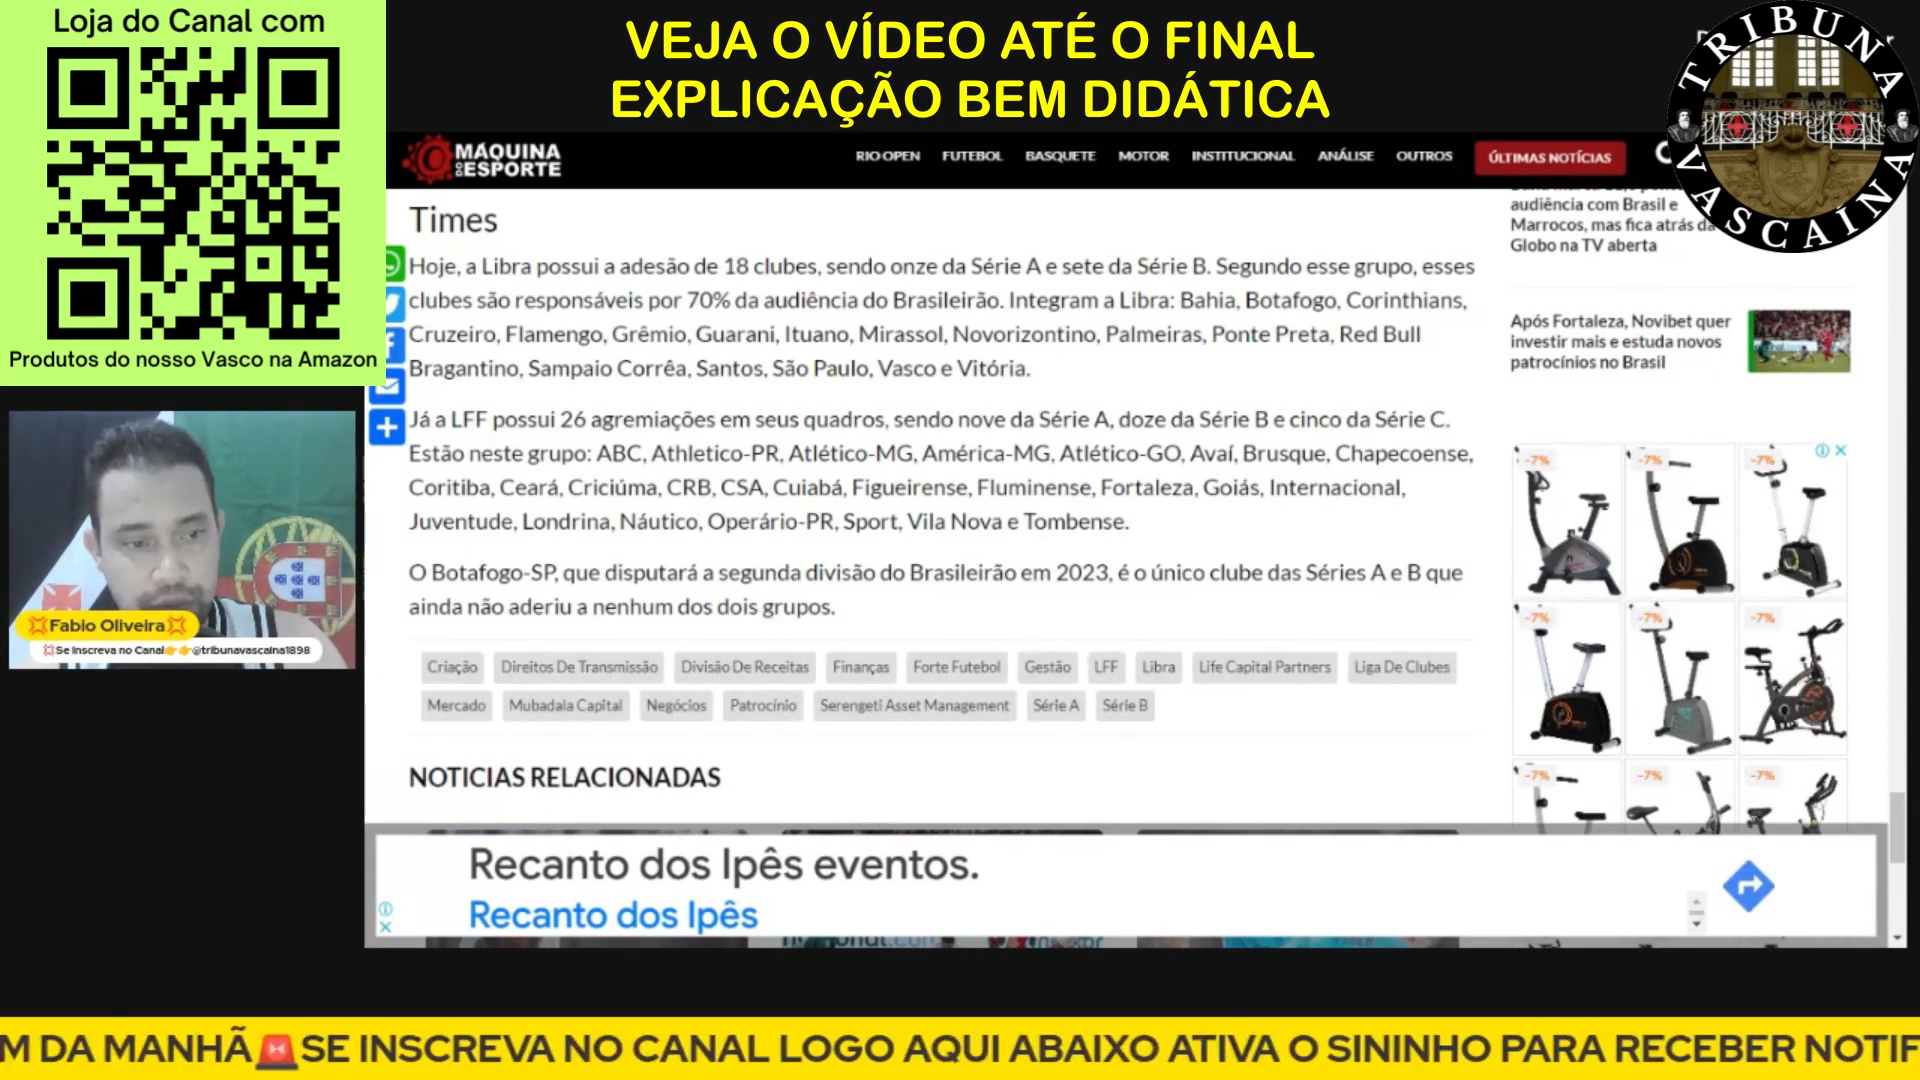 Loja do Canal com
Produtos do nosso Vasco na Amazon
VEJA O VÍDEO ATÉ O FINAL
EXPLICAÇÃO BEM DIDÁTICA
TRIBUNA
VASCAÍNA
MÁQUINA
DO ESPORTE
RIO OPEN FUTEBOL BASQUETE MOTOR INSTITUCIONAL ANÁLISE OUTROS ÚLTIMAS NOTÍCIAS
Times
Hoje, a Libra possui a adesão de 18 clubes, sendo onze da Série A e sete da Série B. Segundo esse grupo, esses
clubes são responsáveis por 70% da audiência do Brasileirão. Integram a Libra: Bahia, Botafogo, Corinthians,
Cruzeiro, Flamengo, Grêmio, Guarani, Ituano, Mirassol, Novorizontino, Palmeiras, Ponte Preta, Red Bull
Bragantino, Sampaio Corrêa, Santos, São Paulo, Vasco e Vitória.
Já a LFF possui 26 agremiações em seus quadros, sendo nove da Série A, doze da Série B e cinco da Série C.
Estão neste grupo: ABC, Athletico-PR, Atlético-MG, América-MG, Atlético-GO, Avaí, Brusque, Chapecoense,
Coritiba, Ceará, Criciúma, CRB, CSA, Cuiabá, Figueirense, Fluminense, Fortaleza, Goiás, Internacional,
Juventude, Londrina, Náutico, Operário-PR, Sport, Vila Nova e Tombense.
O Botafogo-SP, que disputará a segunda divisão do Brasileirão em 2023, é o único clube das Séries A e B que
ainda não aderiu a nenhum dos dois grupos.
Criação Direitos De Transmissão Divisão De Receitas Finanças Forte Futebol Gestão LFF Libra Life Capital Partners Liga De Clubes
Mercado Mubadala Capital Negócios Patrocínio Serengeti Asset Management Série A Série B
NOTICIAS RELACIONADAS
audiência com Brasil e
Marrocos, mas fica atrás da
Globo na TV aberta
Após Fortaleza, Novibet quer
investir mais e estuda novos
patrocínios no Brasil
-7% -7% -7%
-7% -7% -7%
-7% -7% -7%
Fabio Oliveira
Se Inscreva no Canal @tribunavascaina1898
Recanto dos Ipês eventos.
Recanto dos Ipês
M DA MANHÃ SE INSCREVA NO CANAL LOGO AQUI ABAIXO ATIVA O SININHO PARA RECEBER NOTIF